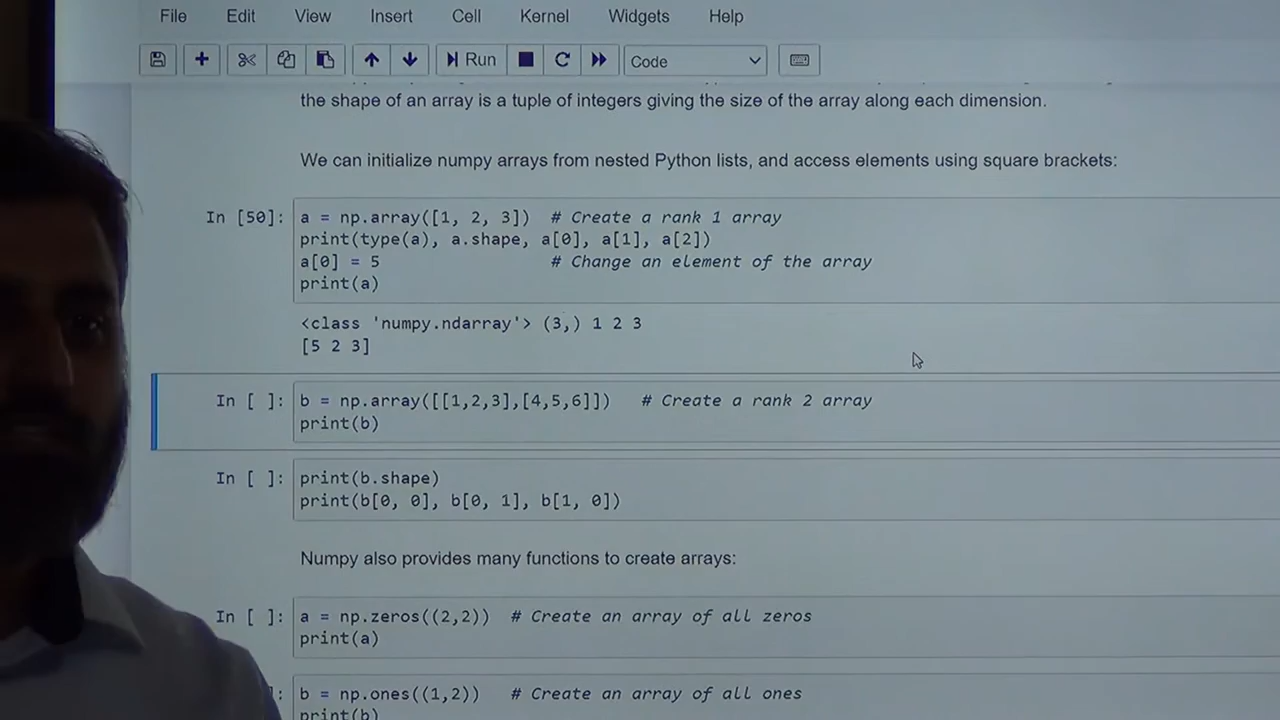 File Edit View Insert Cell Kernel Widgets Help
Run Code
the shape of an array is a tuple of integers giving the size of the array along each dimension.
We can initialize numpy arrays from nested Python lists, and access elements using square brackets:
In [50]: a = np.array([1, 2, 3])  # Create a rank 1 array
print(type(a), a.shape, a[0], a[1], a[2])
a[0] = 5                 # Change an element of the array
print(a)
<class 'numpy.ndarray'> (3,) 1 2 3
[5 2 3]
In [ ]: b = np.array([[1,2,3],[4,5,6]])   # Create a rank 2 array
print(b)
In [ ]: print(b.shape)
print(b[0, 0], b[0, 1], b[1, 0])
Numpy also provides many functions to create arrays:
In [ ]: a = np.zeros((2,2))  # Create an array of all zeros
print(a)
]: b = np.ones((1,2))   # Create an array of all ones
print(b)